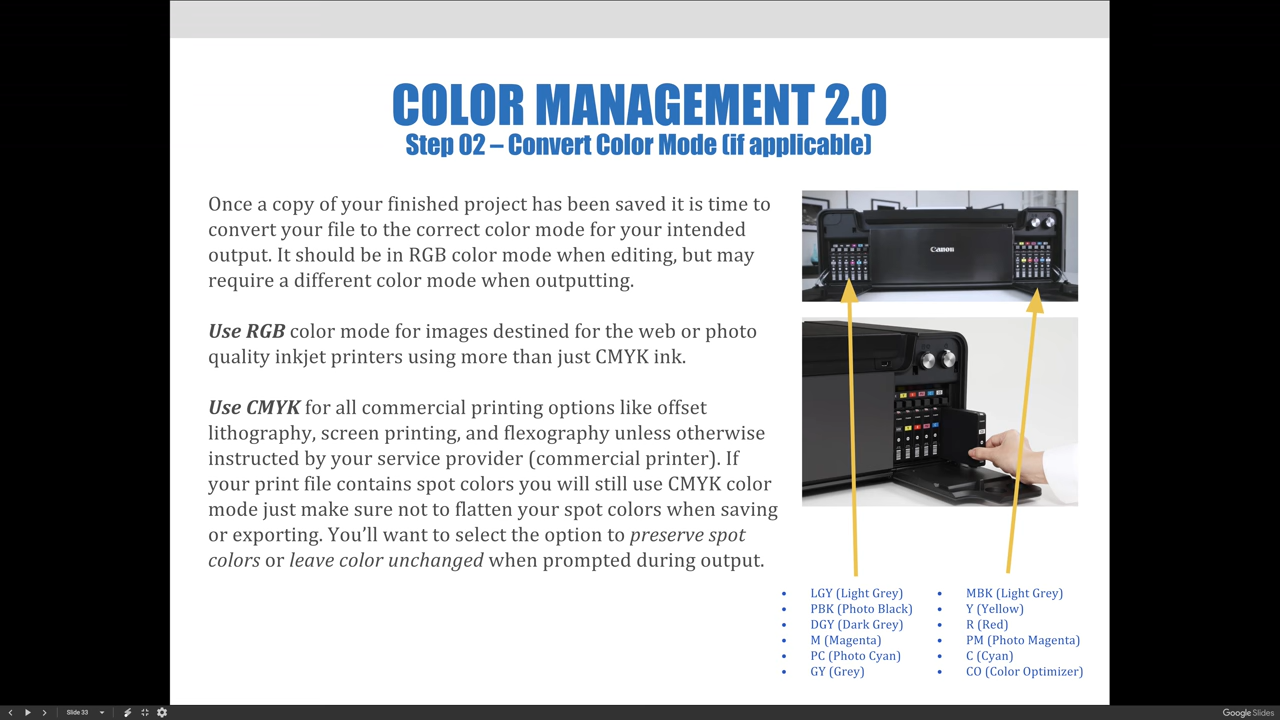 COLOR MANAGEMENT 2.0
Step 02 – Convert Color Mode (if applicable)
Once a copy of your finished project has been saved it is time to
convert your file to the correct color mode for your intended
output. It should be in RGB color mode when editing, but may
require a different color mode when outputting.
Use RGB color mode for images destined for the web or photo
quality inkjet printers using more than just CMYK ink.
Use CMYK for all commercial printing options like offset
lithography, screen printing, and flexography unless otherwise
instructed by your service provider (commercial printer). If
your print file contains spot colors you will still use CMYK color
mode just make sure not to flatten your spot colors when saving
or exporting. You’ll want to select the option to preserve spot
colors or leave color unchanged when prompted during output.
Canon
• LGY (Light Grey)
• PBK (Photo Black)
• DGY (Dark Grey)
• M (Magenta)
• PC (Photo Cyan)
• GY (Grey)
• MBK (Light Grey)
• Y (Yellow)
• R (Red)
• PM (Photo Magenta)
• C (Cyan)
• CO (Color Optimizer)
Slide 33
Google Slides